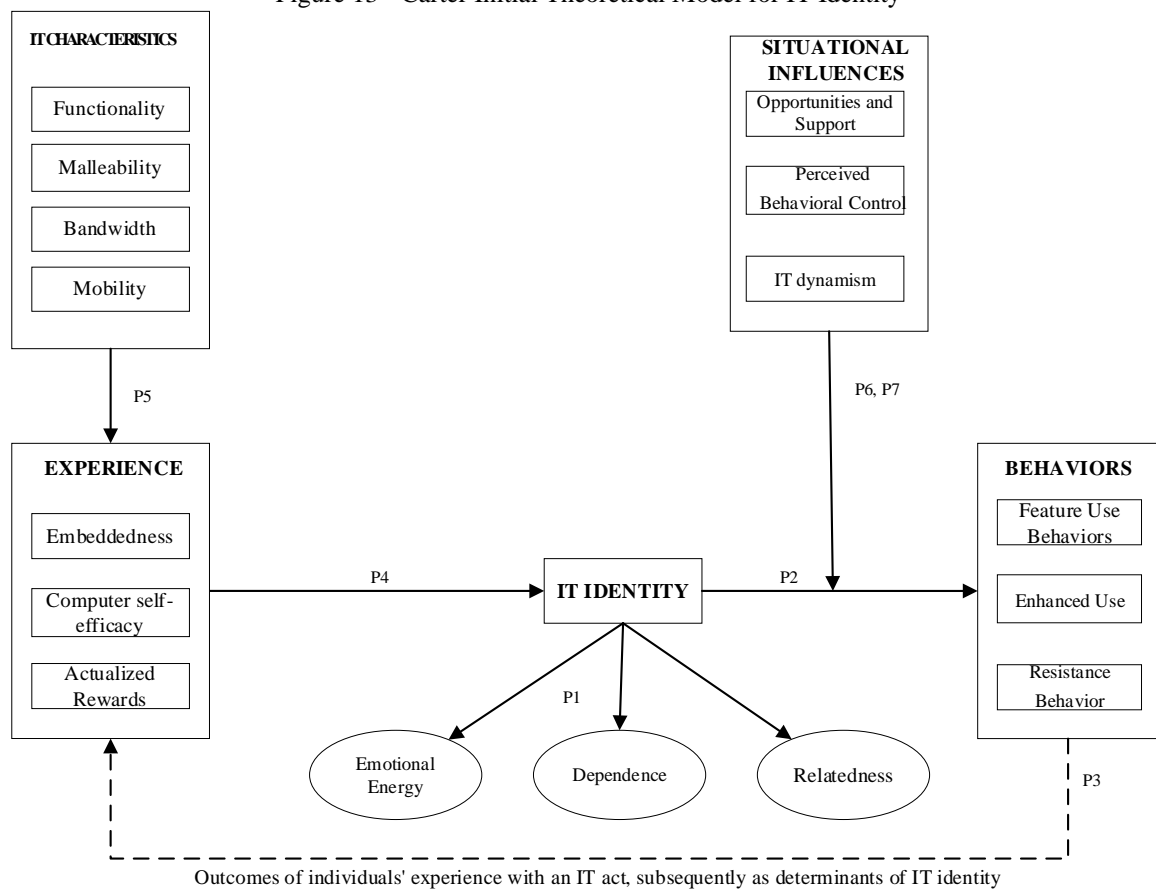 Figure 13 - Carter Initial Theoretical Model for IT Identity
IT CHARACTERISTICS
Functionality
Malleability
Bandwidth
Mobility
SITUATIONAL
INFLUENCES
Opportunities and
Support
Perceived
Behavioral Control
IT dynamism
P5
P6, P7
EXPERIENCE
Embeddedness
Computer self-
efficacy
Actualized
Rewards
P4
IT IDENTITY
P2
BEHAVIORS
Feature Use
Behaviors
Enhanced Use
Resistance
Behavior
P1
Emotional
Energy
Dependence
Relatedness
P3
Outcomes of individuals' experience with an IT act, subsequently as determinants of IT identity